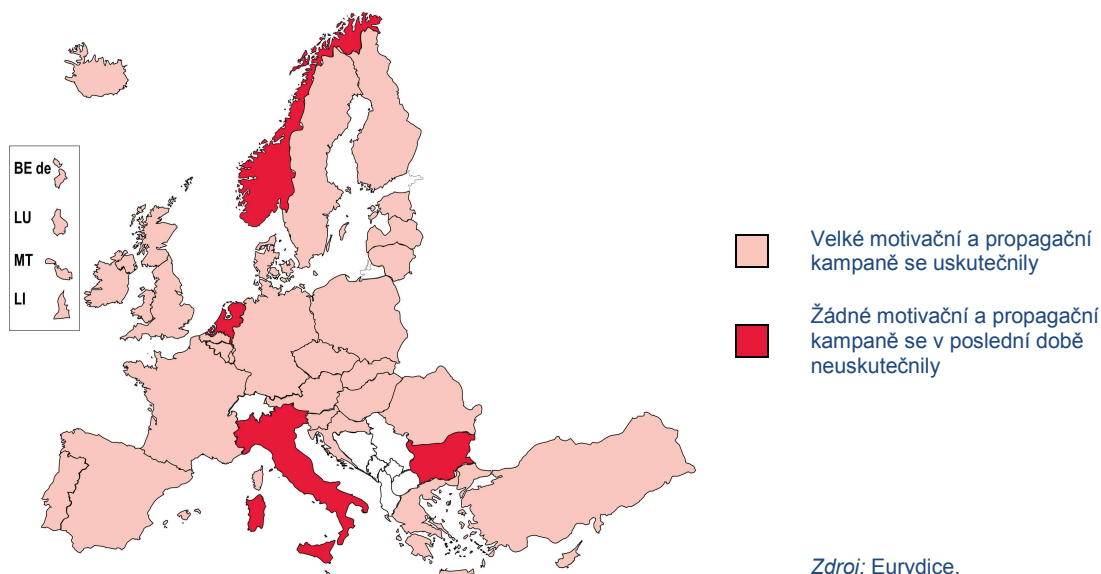 BE de
LU
MT
LI
Velké motivační a propagační
kampaně se uskutečnily
Žádné motivační a propagační
kampaně se v poslední době
neuskutečnily
Zdroj: Eurydice.